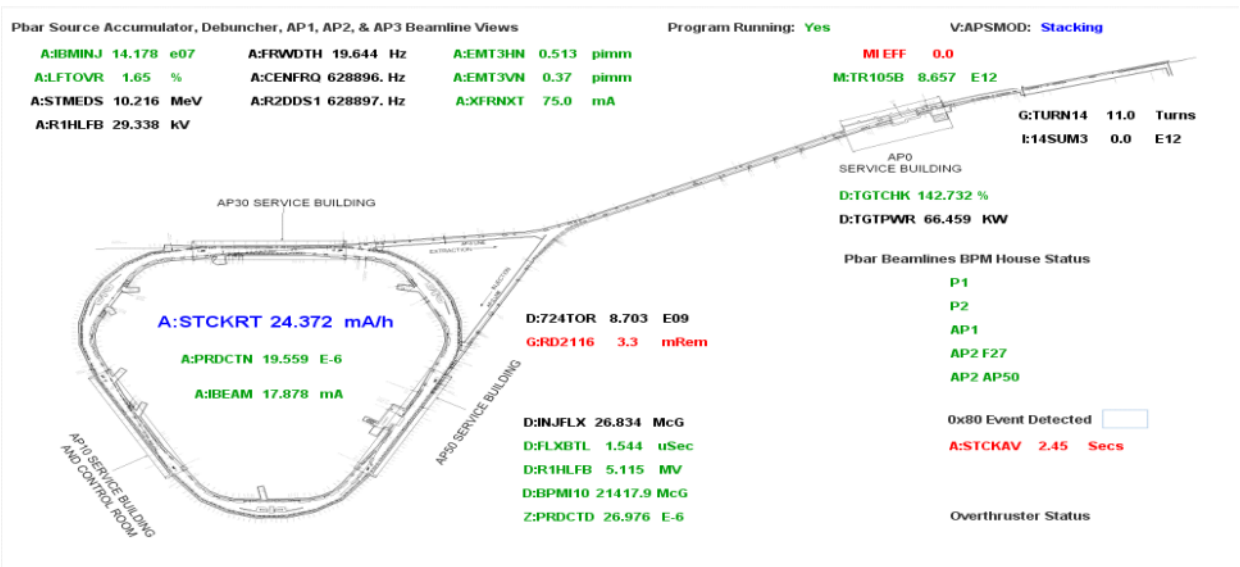 Pbar Source Accumulator, Debuncher, AP1, AP2, & AP3 Beamline Views
Program Running: Yes
V:APSMOD: Stacking
A:IBMINJ 14.178 e07
A:FRWDTH 19.644 Hz
A:EMT3HN 0.513 pimm
MI EFF 0.0
A:LFTOVR 1.65 %
A:CENFRQ 628896. Hz
A:EMT3VN 0.37 pimm
M:TR105B 8.657 E12
A:STMEDS 10.216 MeV
A:R2DDS1 628897. Hz
A:XFRNXT 75.0 mA
G:TURN14 11.0 Turns
A:R1HLFB 29.338 kV
I:14SUM3 0.0 E12
AP0
SERVICE BUILDING
D:TGTCHK 142.732 %
D:TGTPWR 66.459 KW
AP30 SERVICE BUILDING
EXTRACTION
Pbar Beamlines BPM House Status
P1
P2
AP1
AP2 F27
AP2 AP50
A:STCKRT 24.372 mA/h
D:724TOR 8.703 E09
G:RD2116 3.3 mRem
A:PRDCTN 19.559 E-6
A:IBEAM 17.878 mA
AP50 SERVICE BUILDING
AP10 SERVICE BUILDING
AND CONTROL ROOM
D:INJFLX 26.834 McG
D:FLXBTL 1.544 uSec
D:R1HLFB 5.115 MV
D:BPMI10 21417.9 McG
Z:PRDCTD 26.976 E-6
0x80 Event Detected
A:STCKAV 2.45 Secs
Overthruster Status